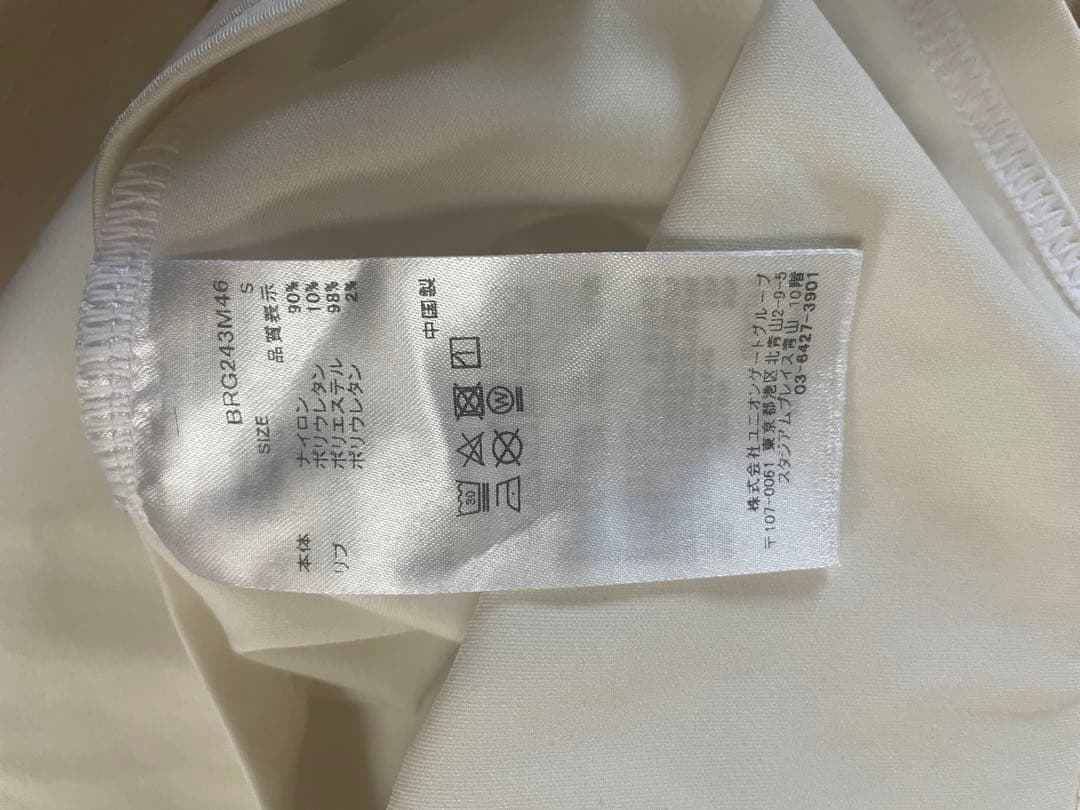 BRG243M46
SIZE S
品質表示
本体 ナイロン 90%
ポリウレタン 10%
リブ ポリエステル 98%
ポリウレタン 2%
中国製
30
W
株式会社ユニオンゲートグループ
〒107-0061 東京都港区北青山2-9-5
スタジアムプレイス青山 10階
03-6427-3901